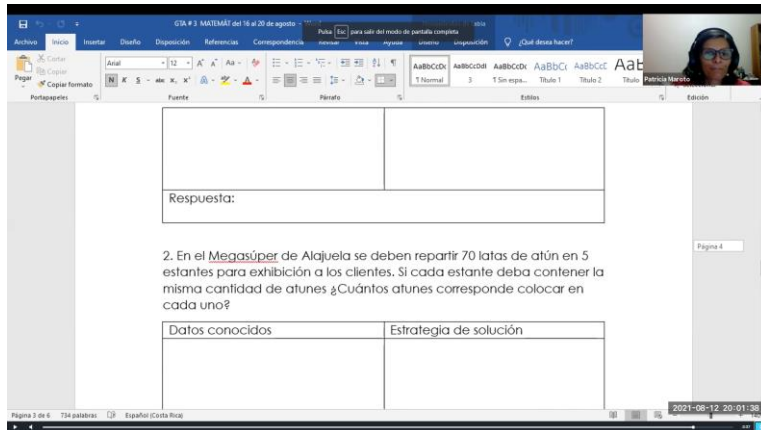 GTA # 3 MATEMÁT del 16 al 20 de agosto -
Pulsa Esc para salir del modo de pantalla completa
Archivo Inicio Insertar Diseño Disposición Referencias Correspondencia Revisar Vista Ayuda Diseño Disposición ¿Qué desea hacer?
Cortar
Copiar
Pegar
Copiar formato
Arial 12
N K S abc x, x²
AaBbCcDc AaBbCcDdI AaBbCcDc AaBbCc AaBbCcE AaB
¶ Normal 3 ¶ Sin espa... Título 1 Título 2 Título
Patricia Maroto
Portapapeles Fuente Párrafo Estilos Edición
Respuesta:
Página 4
2. En el Megasúper de Alajuela se deben repartir 70 latas de atún en 5
estantes para exhibición a los clientes. Si cada estante deba contener la
misma cantidad de atunes ¿Cuántos atunes corresponde colocar en
cada uno?
Datos conocidos Estrategia de solución
Página 3 de 6 734 palabras Español (Costa Rica)
2021-08-12 20:01:38